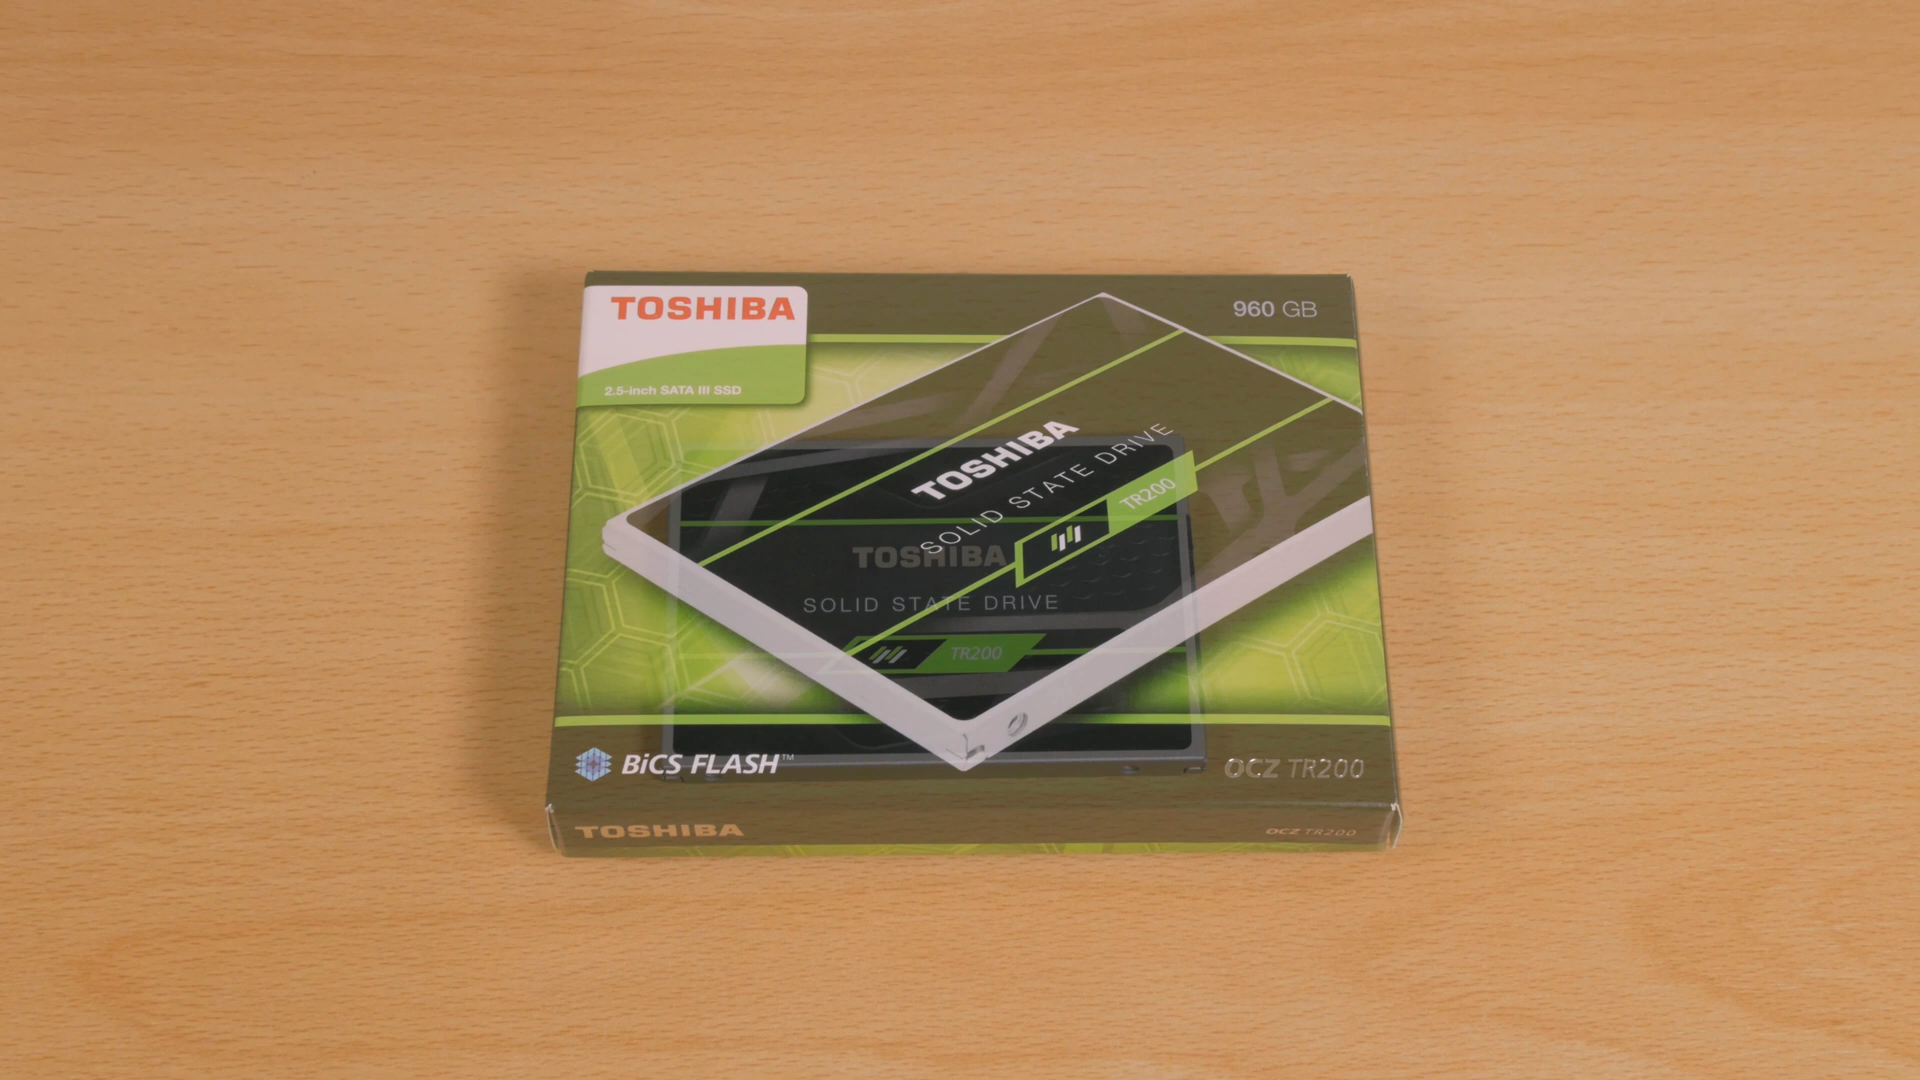 TOSHIBA
960 GB
2.5-inch SATA III SSD
TOSHIBA
SOLID STATE DRIVE
TR200
TOSHIBA
SOLID STATE DRIVE
TR200
BiCS FLASH™
OCZ TR200
TOSHIBA
OCZ TR200